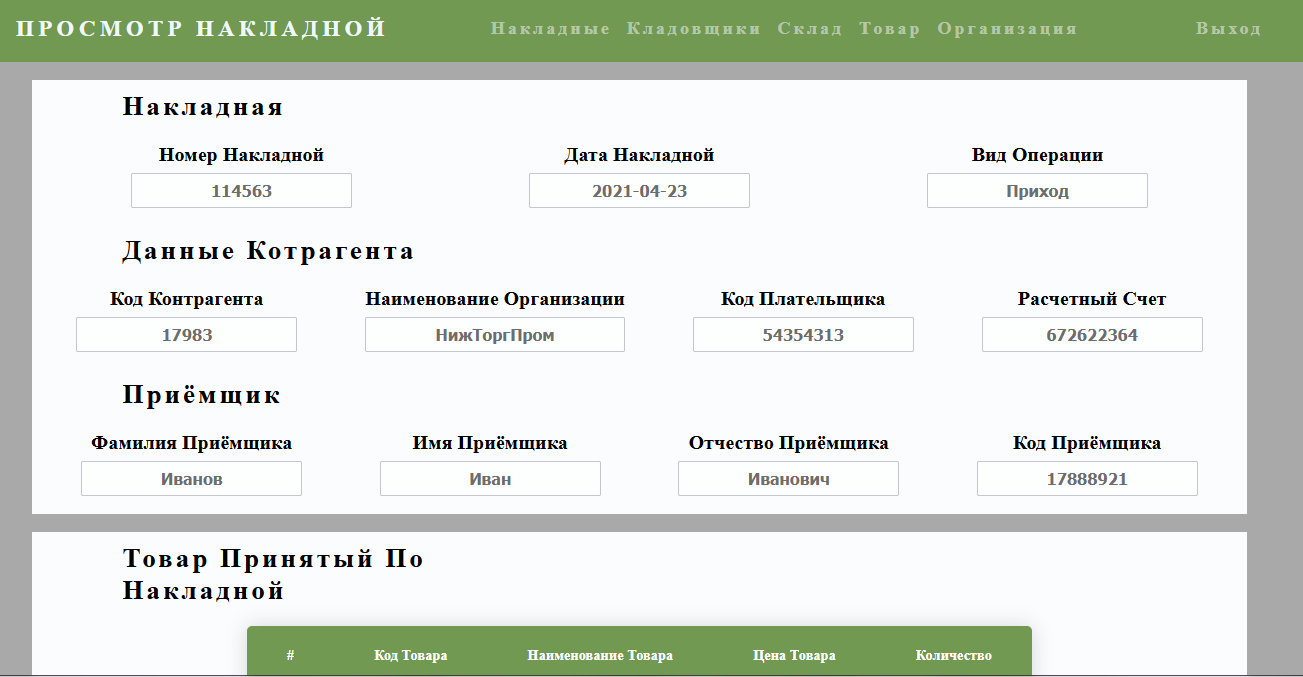 ПРОСМОТР НАКЛАДНОЙ Накладные Кладовщики Склад Товар Организация Выход
Накладная
Номер Накладной Дата Накладной Вид Операции
114563 2021-04-23 Приход
Данные Котрагента
Код Контрагента Наименование Организации Код Плательщика Расчетный Счет
17983 НижТоргПром 54354313 672622364
Приёмщик
Фамилия Приёмщика Имя Приёмщика Отчество Приёмщика Код Приёмщика
Иванов Иван Иванович 17888921
Товар Принятый По
Накладной
# Код Товара Наименование Товара Цена Товара Количество